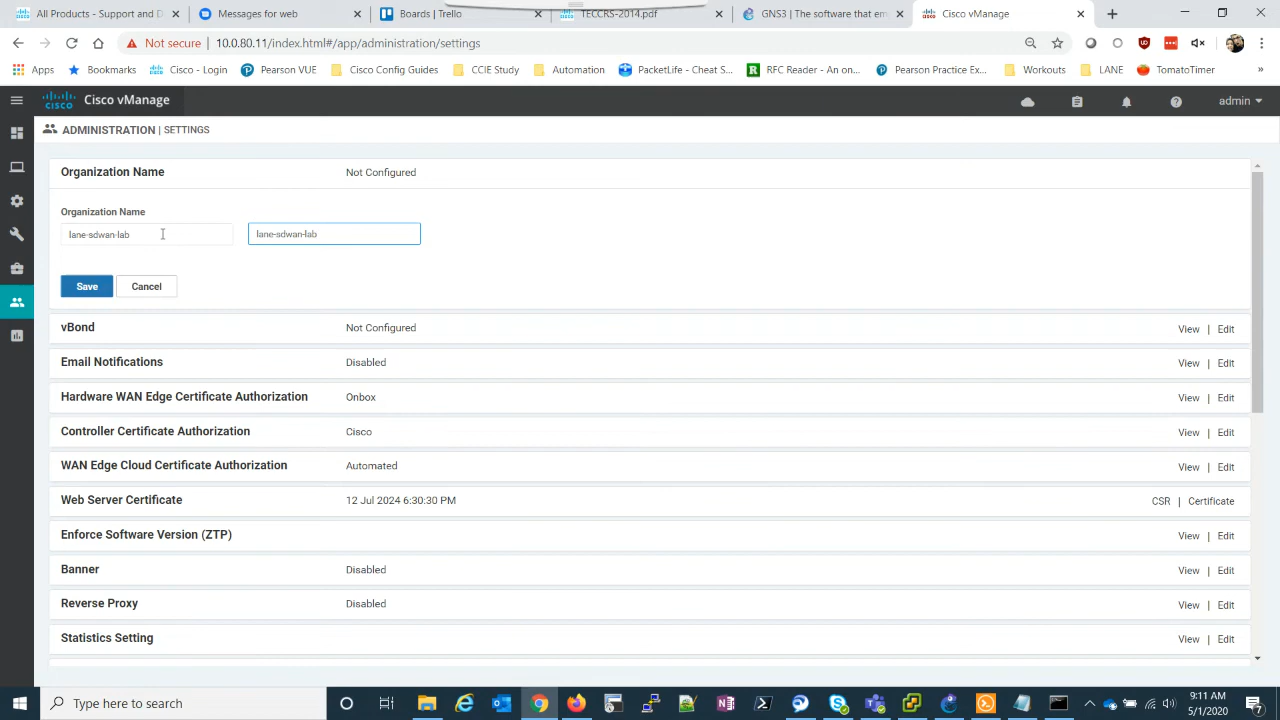 All Products - Support and D
Messages for web
Boards | Trello
TECCRS-2014.pdf
GNS3 | The software that em
Cisco vManage
Not secure
10.0.80.11/index.html#/app/administration/settings
Apps
Bookmarks
Cisco - Login
Pearson VUE
Cisco Config Guides
CCIE Study
Automation
PacketLife - Cheat S...
RFC Reader - An on...
Pearson Practice Ex...
Workouts
LANE
TomatoTimer
»
CISCO
Cisco vManage
admin
ADMINISTRATION | SETTINGS
Organization Name
Not Configured
Organization Name
lane-sdwan-lab
lane-sdwan-lab
Save
Cancel
vBond
Not Configured
View | Edit
Email Notifications
Disabled
View | Edit
Hardware WAN Edge Certificate Authorization
Onbox
View | Edit
Controller Certificate Authorization
Cisco
View | Edit
WAN Edge Cloud Certificate Authorization
Automated
View | Edit
Web Server Certificate
12 Jul 2024 6:30:30 PM
CSR | Certificate
Enforce Software Version (ZTP)
View | Edit
Banner
Disabled
View | Edit
Reverse Proxy
Disabled
View | Edit
Statistics Setting
View | Edit
Type here to search
9:11 AM
5/1/2020
7